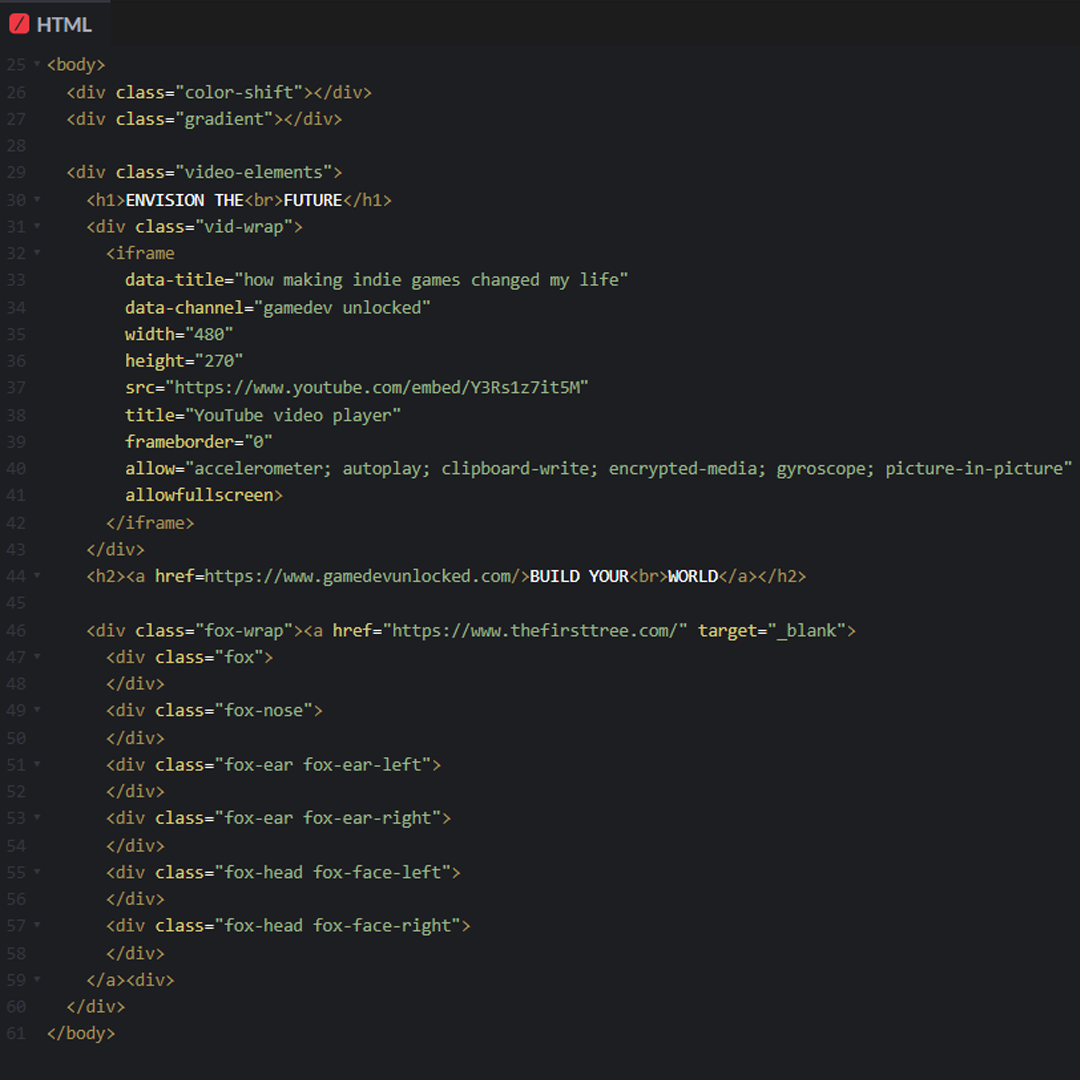 HTML
25 <body>
26 <div class="color-shift"></div>
27 <div class="gradient"></div>
28
29 <div class="video-elements">
30 <h1>ENVISION THE<br>FUTURE</h1>
31 <div class="vid-wrap">
32 <iframe
33 data-title="how making indie games changed my life"
34 data-channel="gamedev unlocked"
35 width="480"
36 height="270"
37 src="https://www.youtube.com/embed/Y3Rs1z7it5M"
38 title="YouTube video player"
39 frameborder="0"
40 allow="accelerometer; autoplay; clipboard-write; encrypted-media; gyroscope; picture-in-picture"
41 allowfullscreen>
42 </iframe>
43 </div>
44 <h2><a href=https://www.gamedevunlocked.com/>BUILD YOUR<br>WORLD</a></h2>
45
46 <div class="fox-wrap"><a href="https://www.thefirsttree.com/" target="_blank">
47 <div class="fox">
48 </div>
49 <div class="fox-nose">
50 </div>
51 <div class="fox-ear fox-ear-left">
52 </div>
53 <div class="fox-ear fox-ear-right">
54 </div>
55 <div class="fox-head fox-face-left">
56 </div>
57 <div class="fox-head fox-face-right">
58 </div>
59 </a><div>
60 </div>
61 </body>